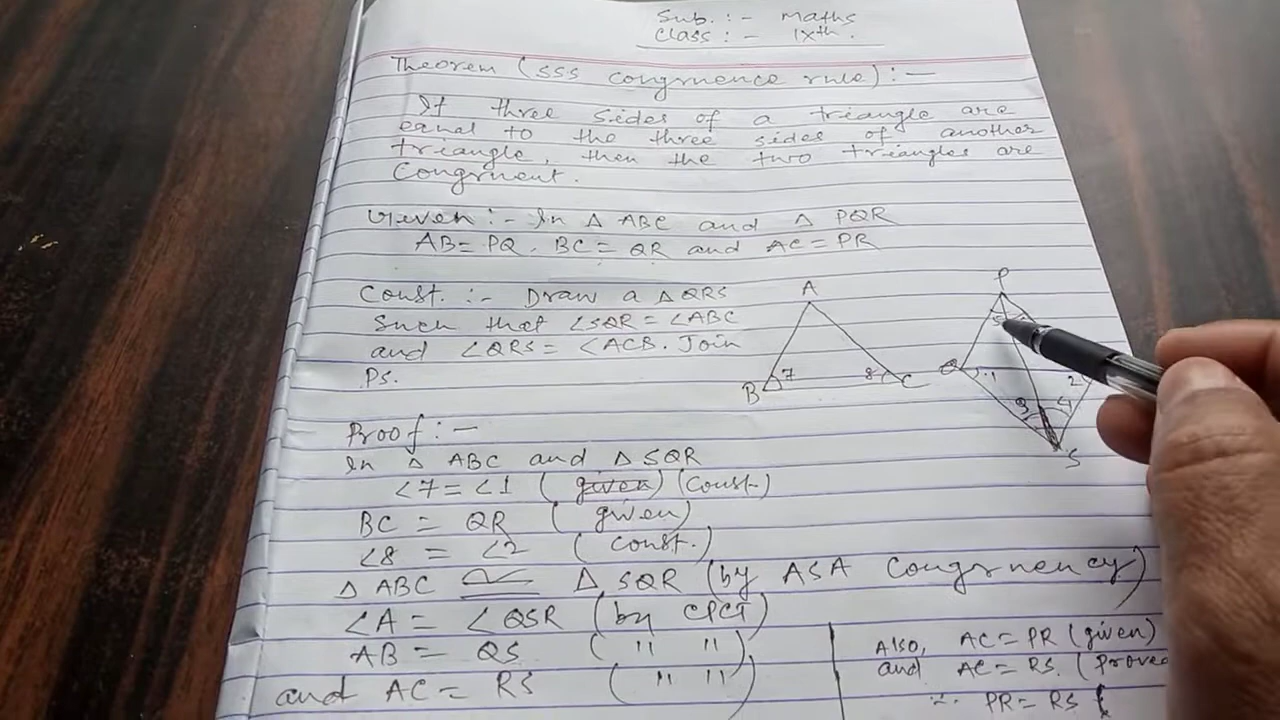 Sub. :- Maths
Class :- IXth.
Theorem (SSS congruence rule) :-
If three sides of a triangle are
equal to the three sides of another
triangle, then the two triangles are
Congruent.
Given :- In Δ ABC and Δ PQR
AB = PQ . BC = QR and AC = PR
Const. :- Draw a Δ QRS
Such that ∠SQR = ∠ABC
and ∠QRS = ∠ACB. Join
PS.
A
B 7 8 C
P
5
Q 1 2
3 4
S
Proof :-
In Δ ABC and Δ SQR
∠7 = ∠1 (given) (Const.)
BC = QR (given)
∠8 = ∠2 (const.)
Δ ABC ≅ Δ SQR (by ASA Congruency)
∠A = ∠QSR (by CPCT)
AB = QS ( " " )
and AC = RS ( " " )
Also, AC = PR (given)
and AC = RS. (Proved
∴ PR = RS (